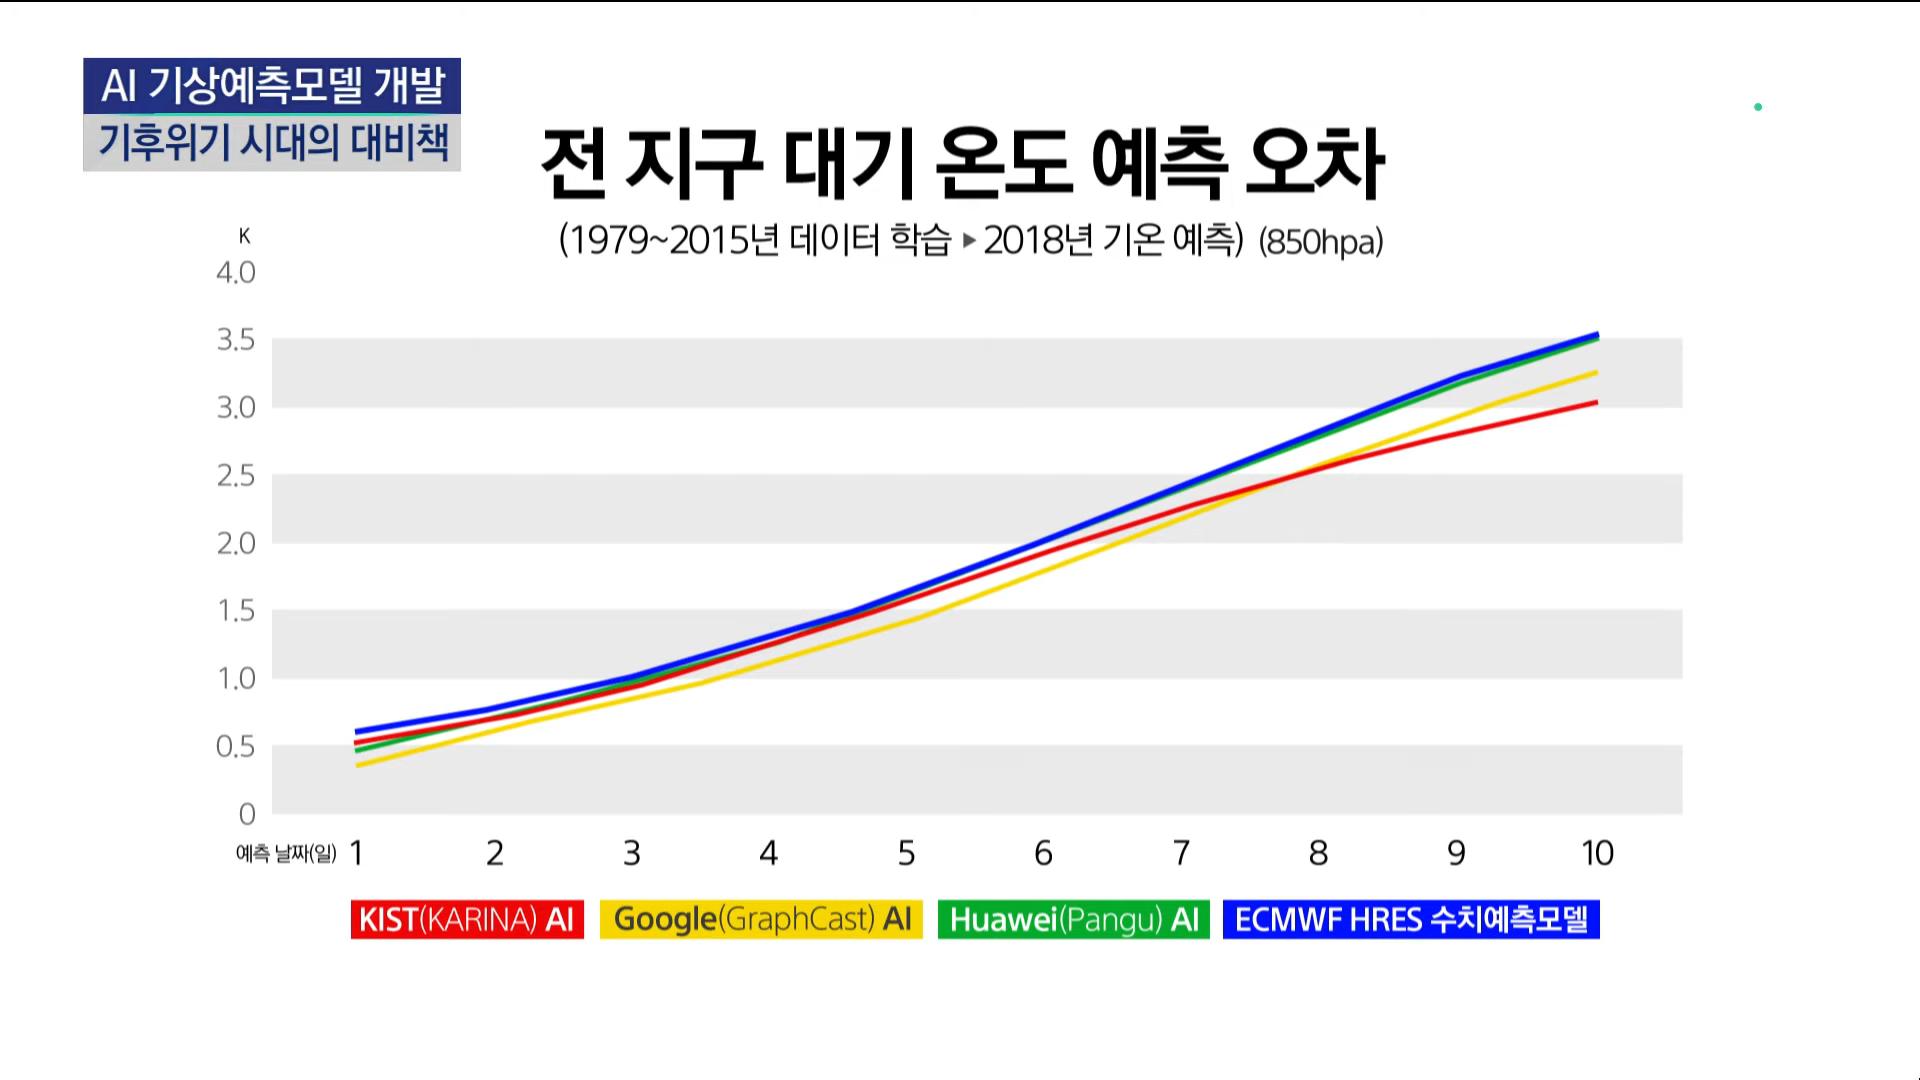 AI 기상예측모델 개발
기후위기 시대의 대비책
전 지구 대기 온도 예측 오차
(1979~2015년 데이터 학습 ▶ 2018년 기온 예측) (850hpa)
K
4.0
3.5
3.0
2.5
2.0
1.5
1.0
0.5
0
예측 날짜(일) 1 2 3 4 5 6 7 8 9 10
KIST(KARINA) AI Google(GraphCast) AI Huawei(Pangu) AI ECMWF HRES 수치예측모델